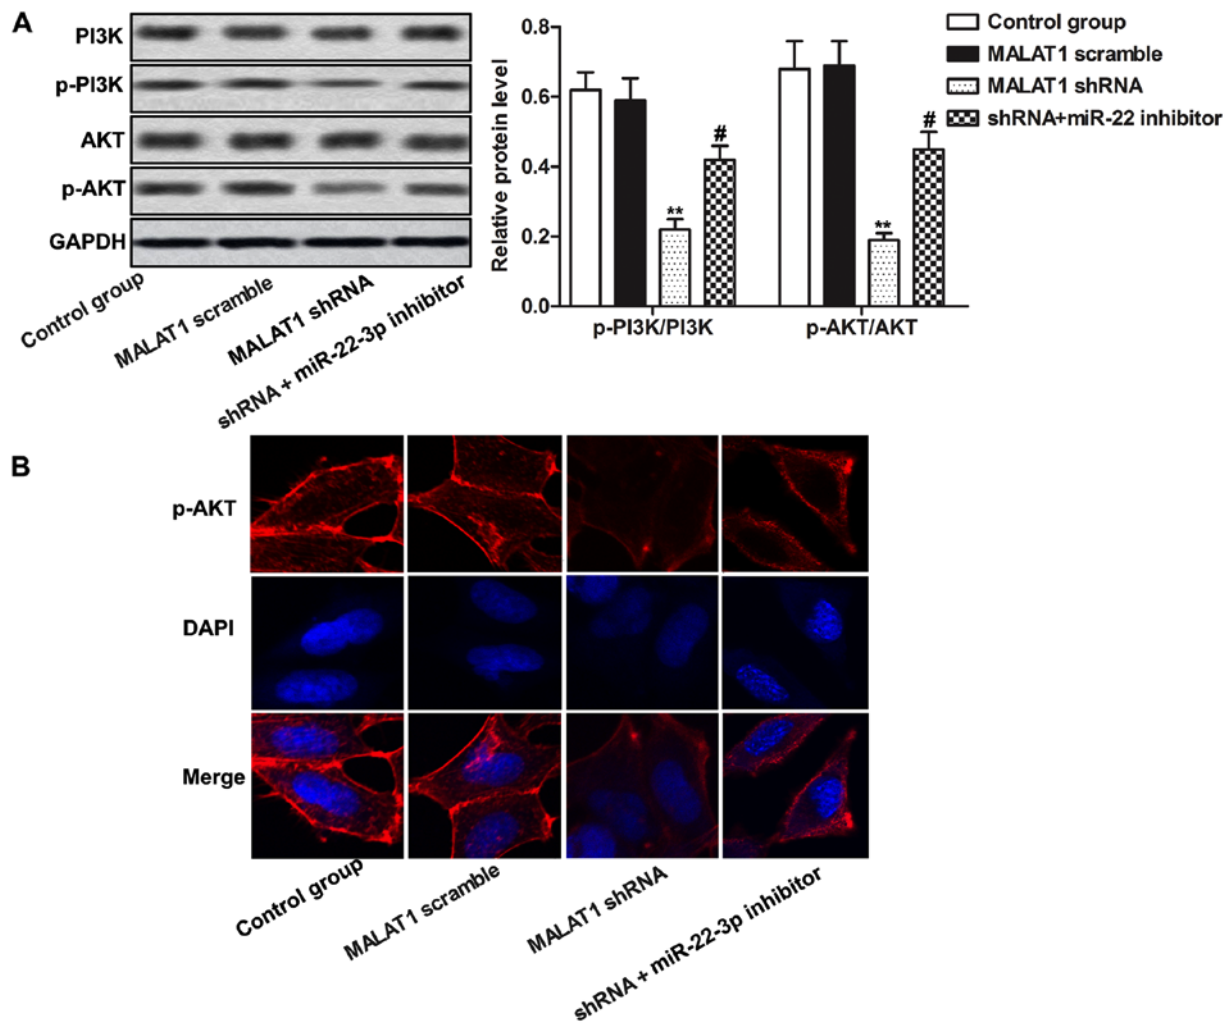 A
PI3K
p-PI3K
AKT
p-AKT
GAPDH
Control group
MALAT1 scramble
MALAT1 shRNA
shRNA + miR-22-3p inhibitor
Relative protein level
0.8
0.6
0.4
0.2
0.0
**
#
**
#
p-PI3K/PI3K
p-AKT/AKT
Control group
MALAT1 scramble
MALAT1 shRNA
shRNA+miR-22 inhibitor
B
p-AKT
DAPI
Merge
Control group
MALAT1 scramble
MALAT1 shRNA
shRNA + miR-22-3p inhibitor